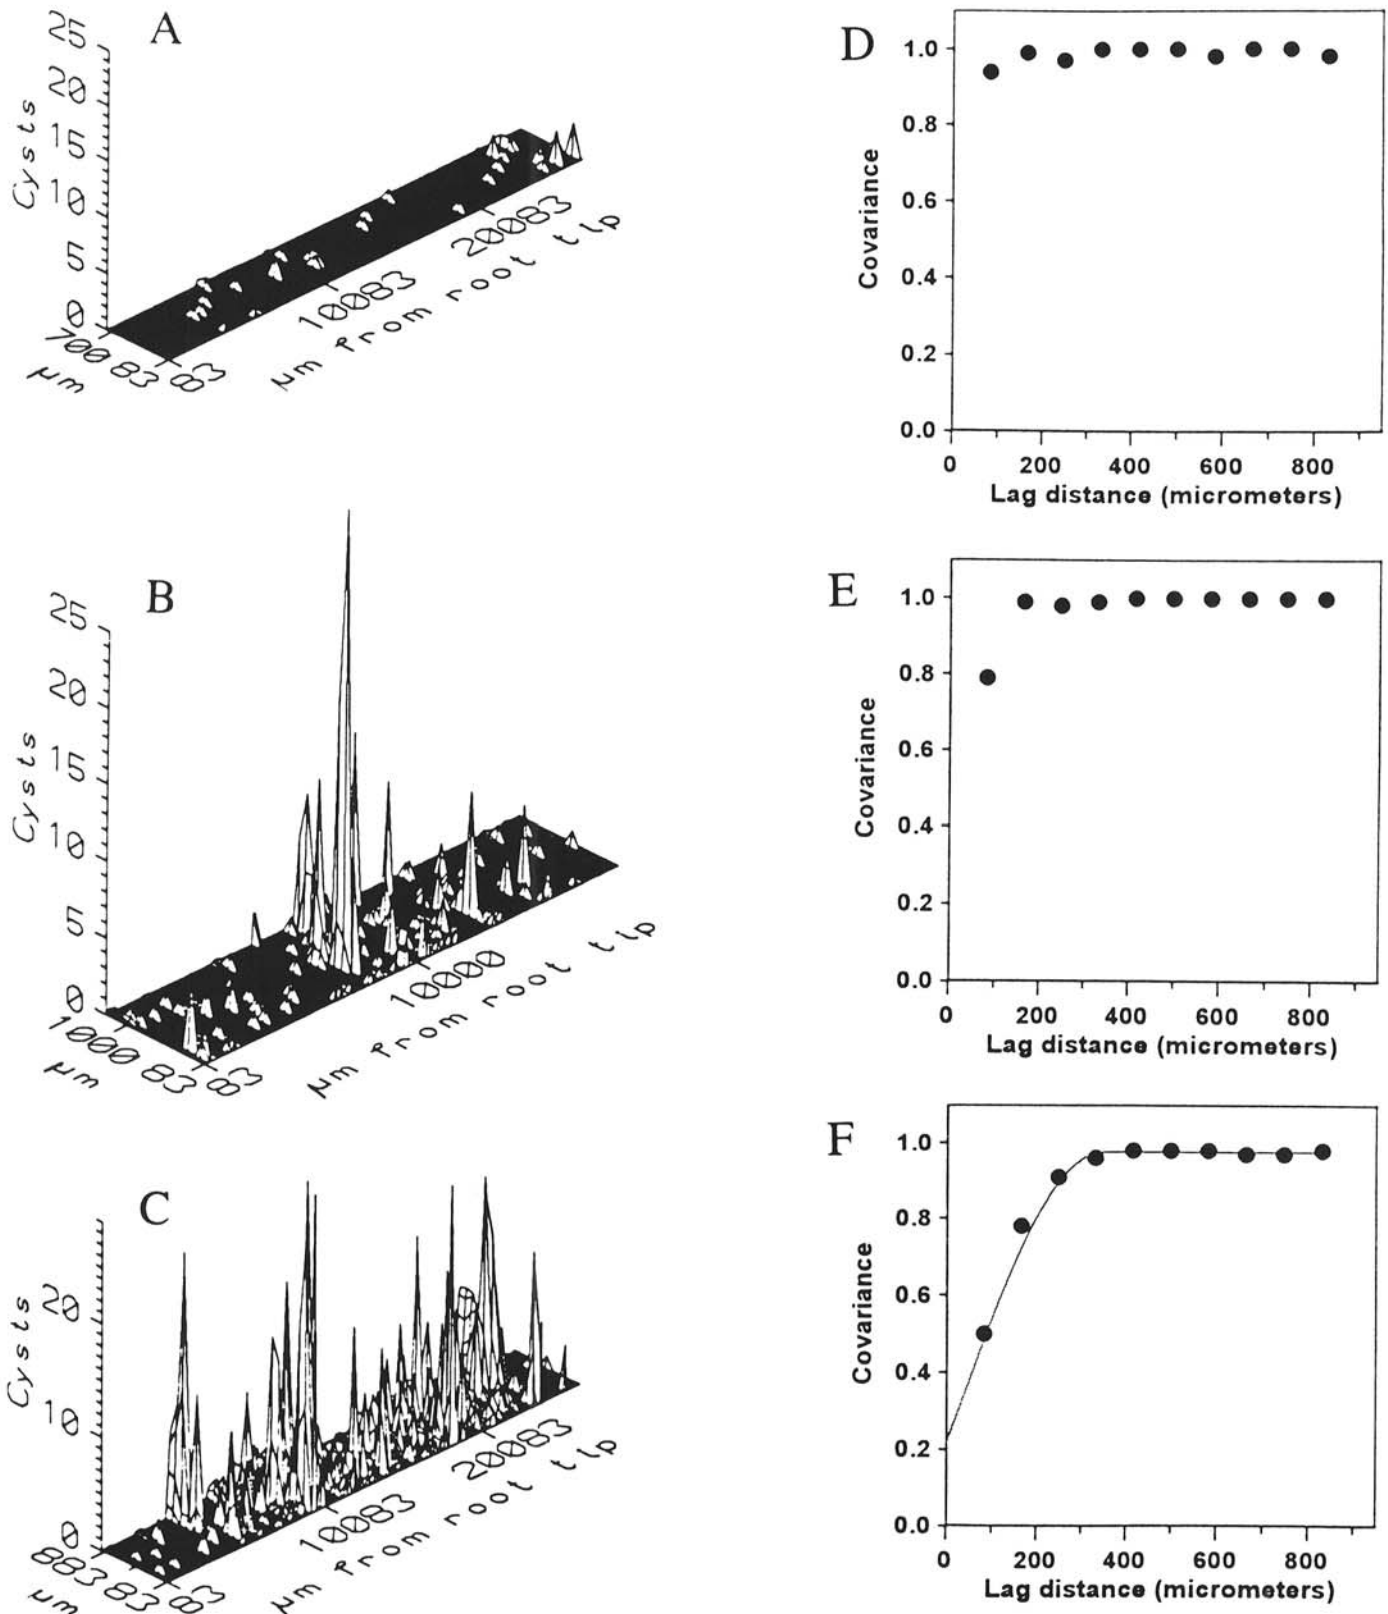 A
25
20
15
10
5
0
Cysts
700 83
μm
83
10083
20083
μm from root tip
D
1.0
0.8
0.6
0.4
0.2
0.0
Covariance
0 200 400 600 800
Lag distance (micrometers)
B
25
20
15
10
5
0
Cysts
1000 83
μm
83
10000
μm from root tip
E
1.0
0.8
0.6
0.4
0.2
0.0
Covariance
0 200 400 600 800
Lag distance (micrometers)
C
20
10
0
Cysts
883 83
μm
83
10083
20083
μm from root tip
F
1.0
0.8
0.6
0.4
0.2
0.0
Covariance
0 200 400 600 800
Lag distance (micrometers)